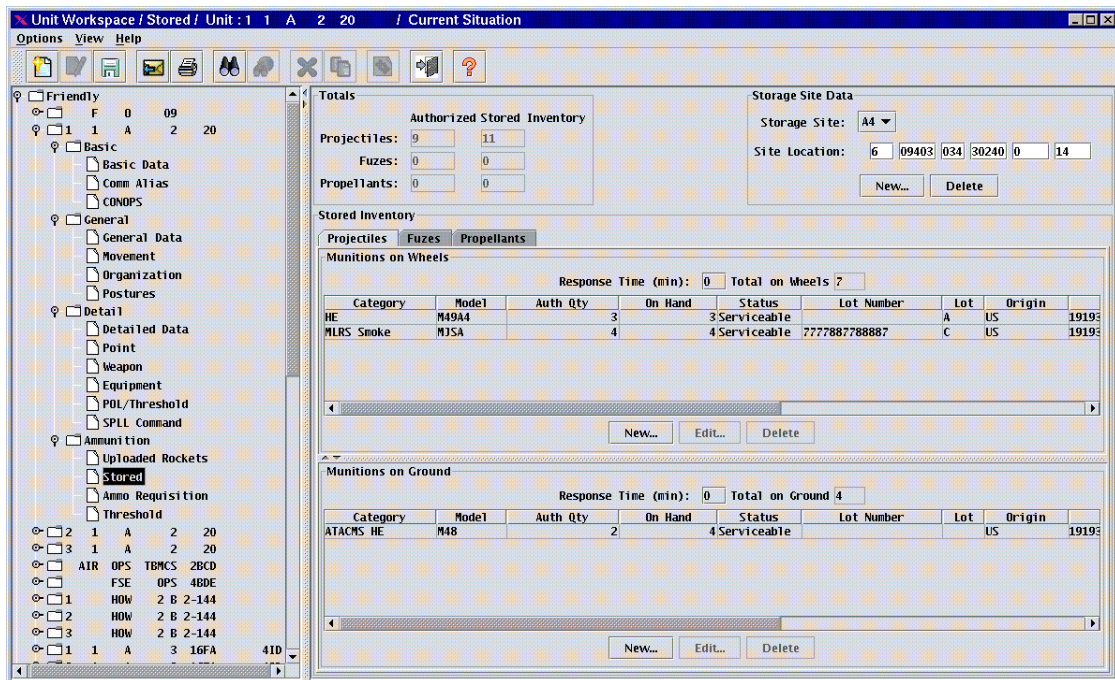 Unit Workspace / Stored / Unit : 1 1 A 2 20 / Current Situation
Options View Help
Friendly
F O 09
1 1 A 2 20
Basic
Basic Data
Comm Alias
CONOPS
General
General Data
Movement
Organization
Postures
Detail
Detailed Data
Point
Weapon
Equipment
POL/Threshold
SPLL Command
Ammunition
Uploaded Rockets
Stored
Ammo Requisition
Threshold
2 1 A 2 20
3 1 A 2 20
AIR OPS TBMCS 2BCD
FSE OPS 4BDE
1 HOW 2 B 2-144
2 HOW 2 B 2-144
3 HOW 2 B 2-144
1 1 A 3 16FA 4ID
Totals
Authorized Stored Inventory
Projectiles: 9 11
Fuzes: 0 0
Propellants: 0 0
Storage Site Data
Storage Site: A4
Site Location: 6 09403 034 30240 0 14
New... Delete
Stored Inventory
Projectiles Fuzes Propellants
Munitions on Wheels
Response Time (min): 0 Total on Wheels 7
Category Model Auth Qty On Hand Status Lot Number Lot Origin
HE M49A4 3 3 Serviceable A US 19193
MLRS Smoke MJSA 4 4 Serviceable 7777887788887 C US 19193
New... Edit... Delete
Munitions on Ground
Response Time (min): 0 Total on Ground 4
Category Model Auth Qty On Hand Status Lot Number Lot Origin
ATACMS HE M48 2 4 Serviceable US 19193
New... Edit... Delete